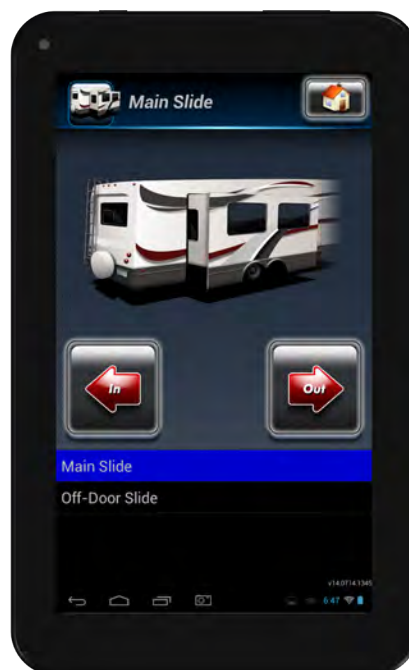 Main Slide
In
Out
Main Slide
Off-Door Slide
v14.0714.1345
6:47